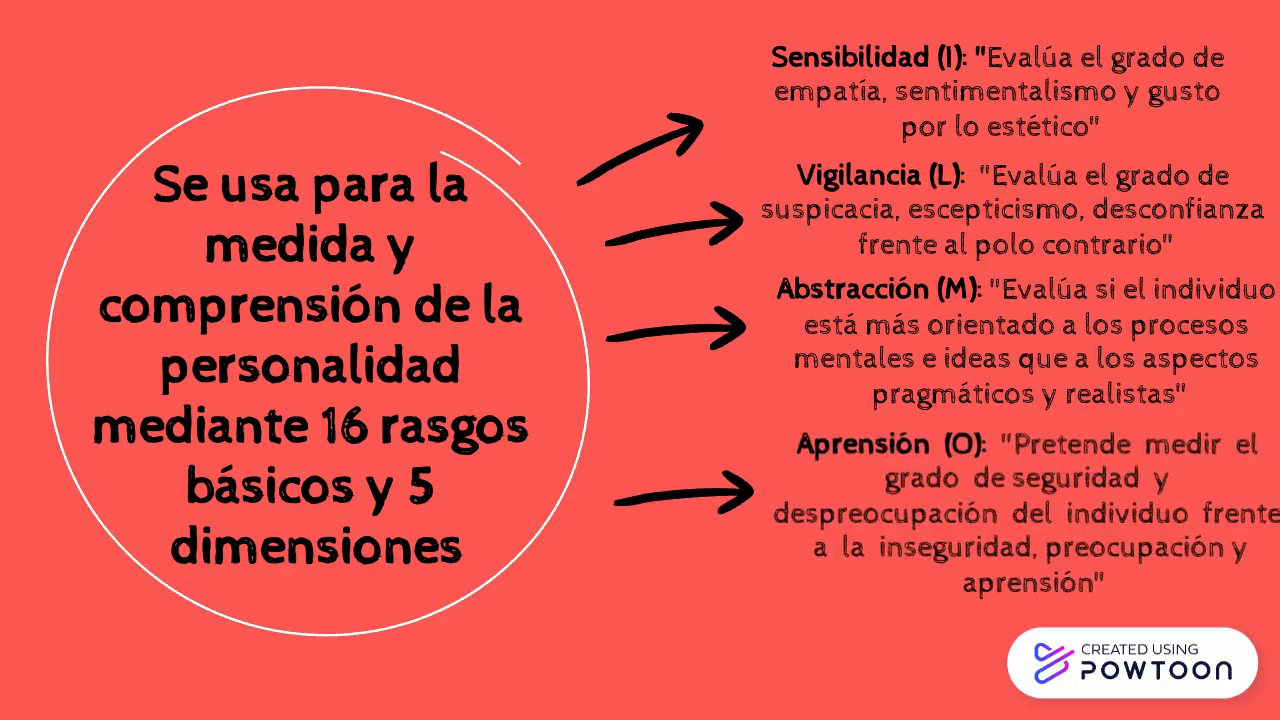 Se usa para la
medida y
comprensión de la
personalidad
mediante 16 rasgos
básicos y 5
dimensiones
Sensibilidad (I): "Evalúa el grado de
empatía, sentimentalismo y gusto
por lo estético"
Vigilancia (L): "Evalúa el grado de
suspicacia, escepticismo, desconfianza
frente al polo contrario"
Abstracción (M): "Evalúa si el individuo
está más orientado a los procesos
mentales e ideas que a los aspectos
pragmáticos y realistas"
Aprensión (O): "Pretende medir el
grado de seguridad y
despreocupación del individuo frente
a la inseguridad, preocupación y
aprensión"
CREATED USING
POWTOON